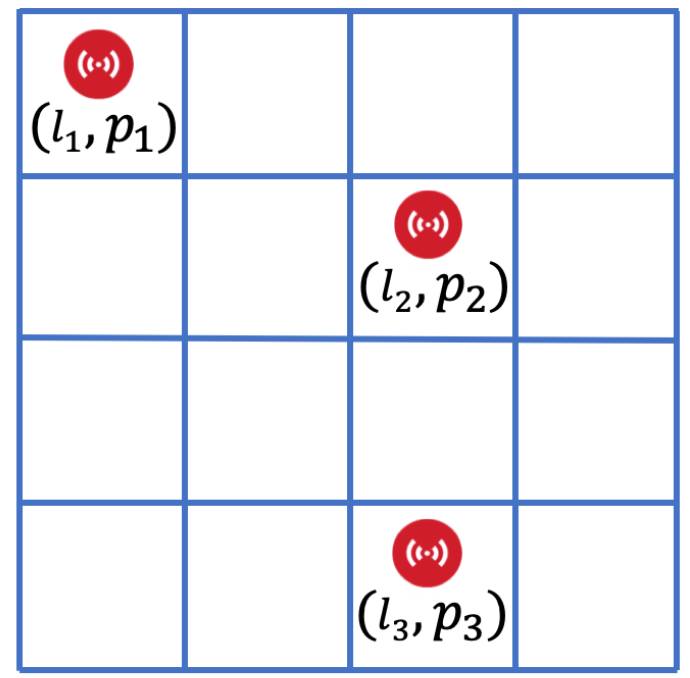 (l₁, p₁)
(l₂, p₂)
(l₃, p₃)